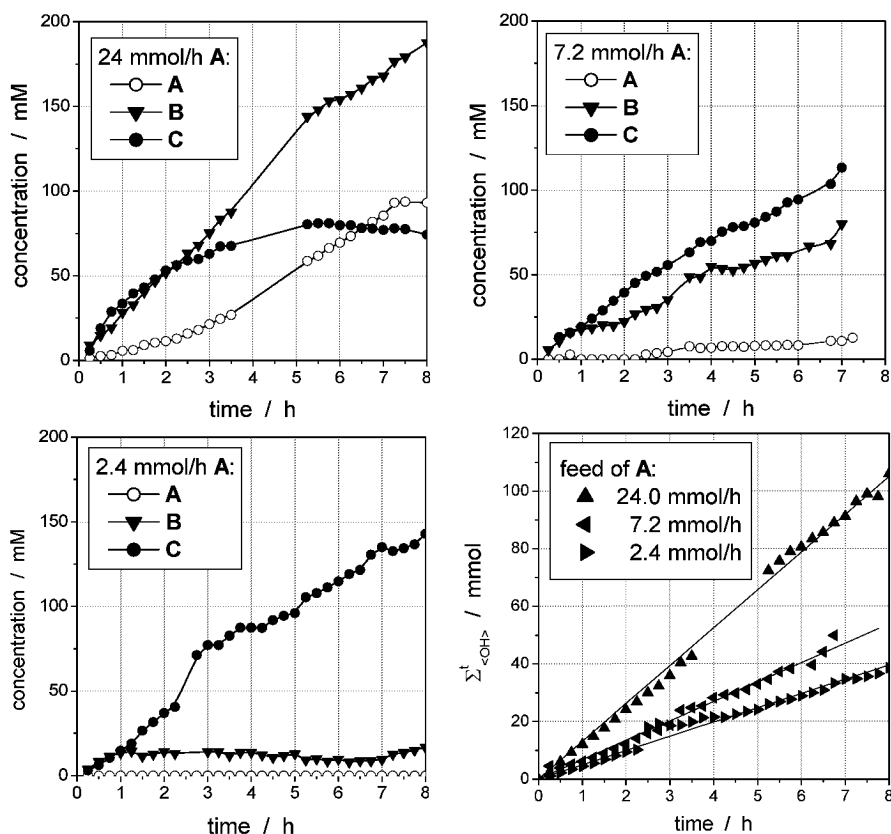 24 mmol/h A:
A
B
C
200
150
100
50
0
concentration / mM
0 1 2 3 4 5 6 7 8
time / h
7.2 mmol/h A:
A
B
C
200
150
100
50
0
concentration / mM
0 1 2 3 4 5 6 7 8
time / h
2.4 mmol/h A:
A
B
C
200
150
100
50
0
concentration / mM
0 1 2 3 4 5 6 7 8
time / h
feed of A:
24.0 mmol/h
7.2 mmol/h
2.4 mmol/h
120
100
80
60
40
20
0
Σt<OH> / mmol
0 1 2 3 4 5 6 7 8
time / h